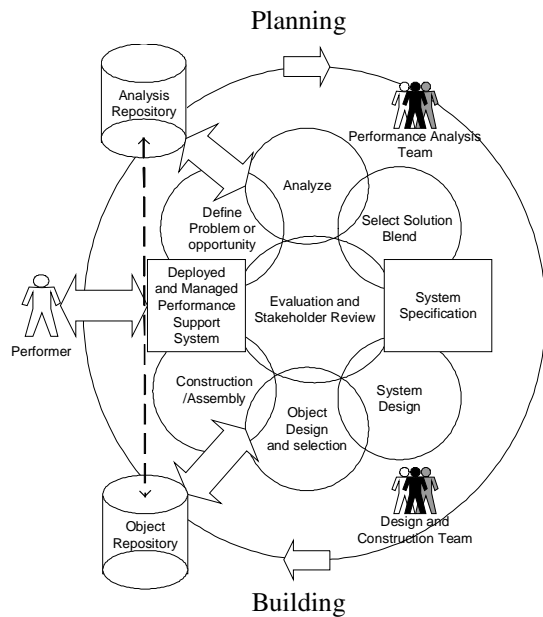 Planning
Analysis
Repository
Performance Analysis
Team
Analyze
Define
Problem or
opportunity
Select Solution
Blend
Deployed
and Managed
Performance
Support
System
Evaluation and
Stakeholder Review
System
Specification
Performer
Construction
/Assembly
Object
Design
and selection
System
Design
Object
Repository
Design and
Construction Team
Building